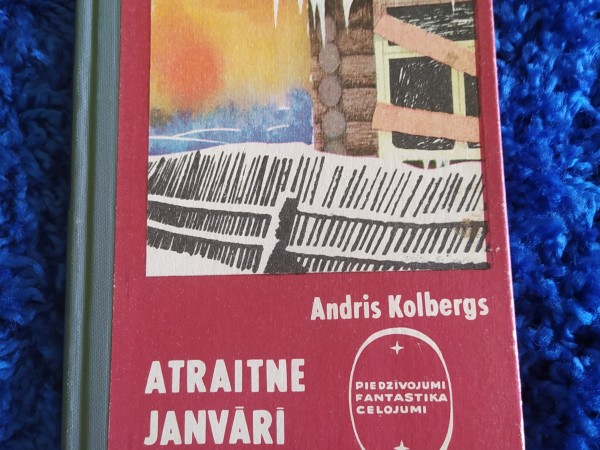 Andris Kolbergs
ATRAITNE
JANVĀRĪ
PIEDZĪVOJUMI
FANTASTIKA
CEĻOJUMI